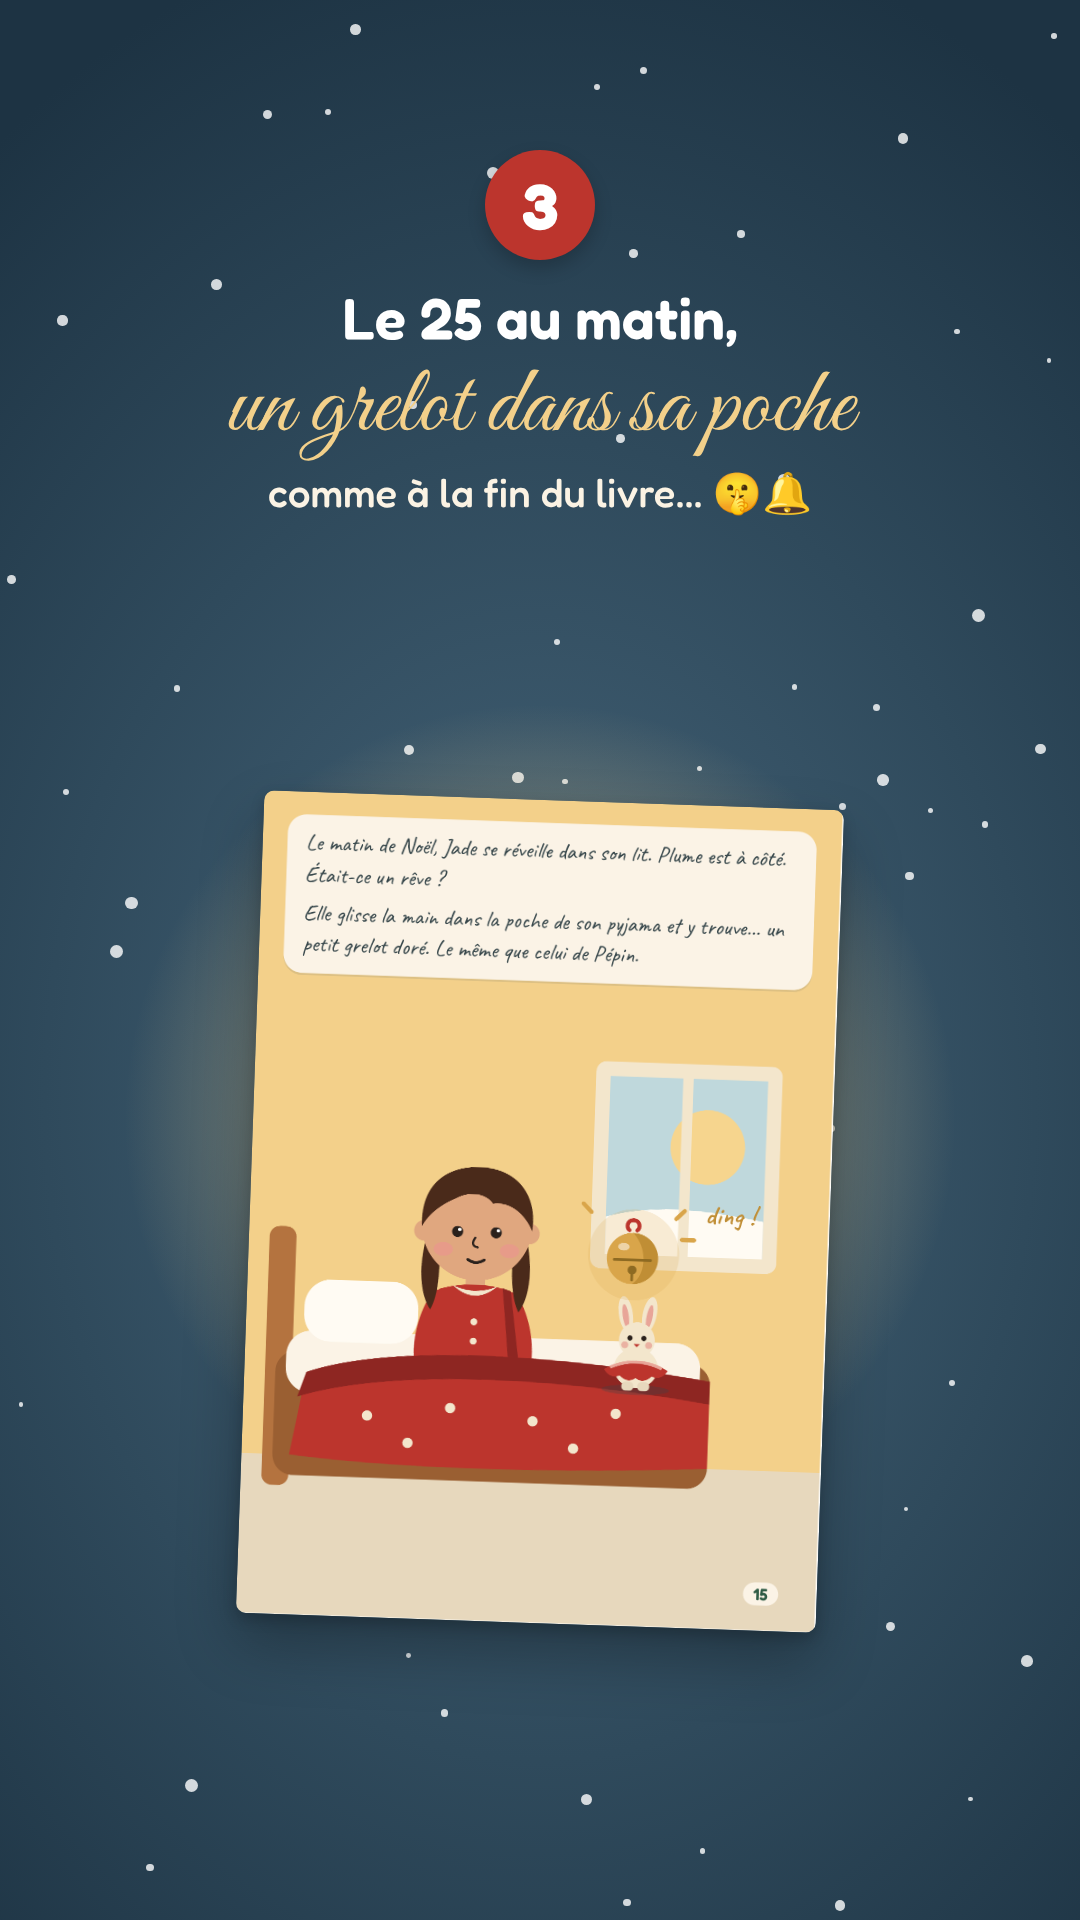 3
Le 25 au matin,
un grelot dans sa poche
comme à la fin du livre... 🤫🔔
Le matin de Noël, Jade se réveille dans son lit. Plume est à côté.
Était-ce un rêve ?
Elle glisse la main dans la poche de son pyjama et y trouve... un
petit grelot doré. Le même que celui de Pépin.
ding !
15